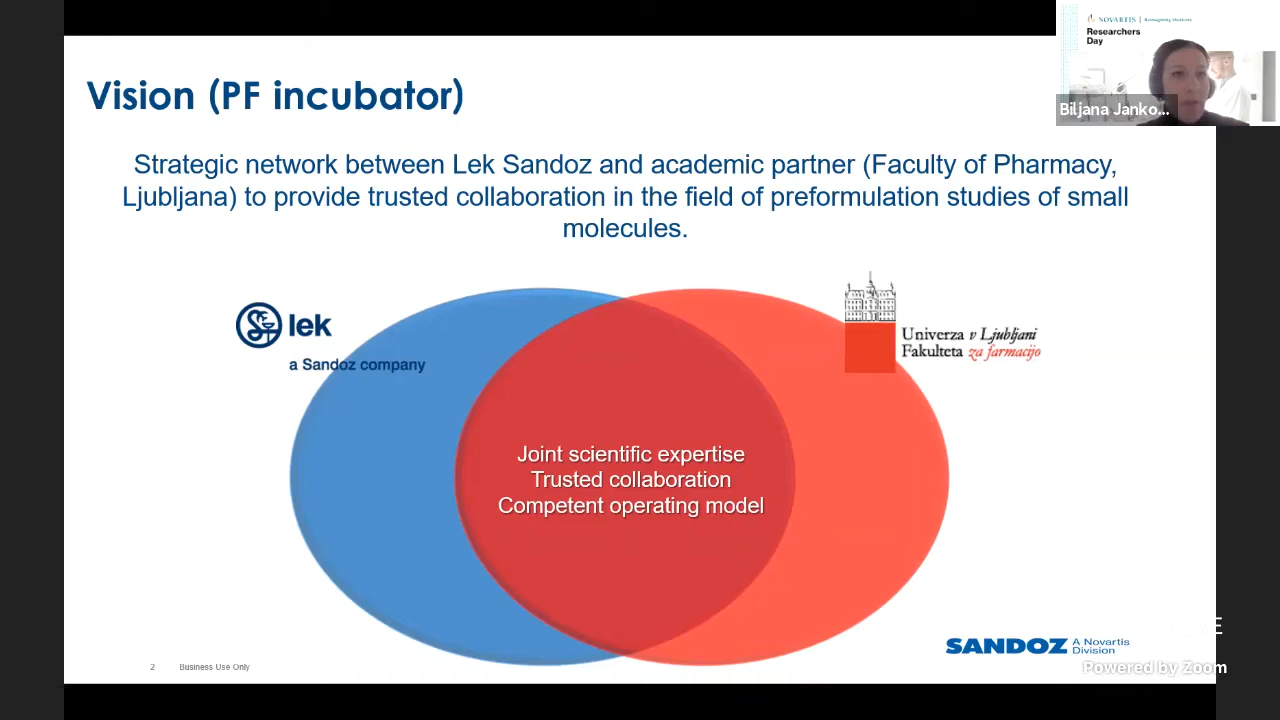 Vision (PF incubator)
Strategic network between Lek Sandoz and academic partner (Faculty of Pharmacy,
Ljubljana) to provide trusted collaboration in the field of preformulation studies of small
molecules.
lek
a Sandoz company
Univerza v Ljubljani
Fakulteta za farmacijo
Joint scientific expertise
Trusted collaboration
Competent operating model
2 Business Use Only
SANDOZ A Novartis
Division
Powered by Zoom
NOVARTIS | Reimagining Medicine
Researchers
Day
Biljana Janko...